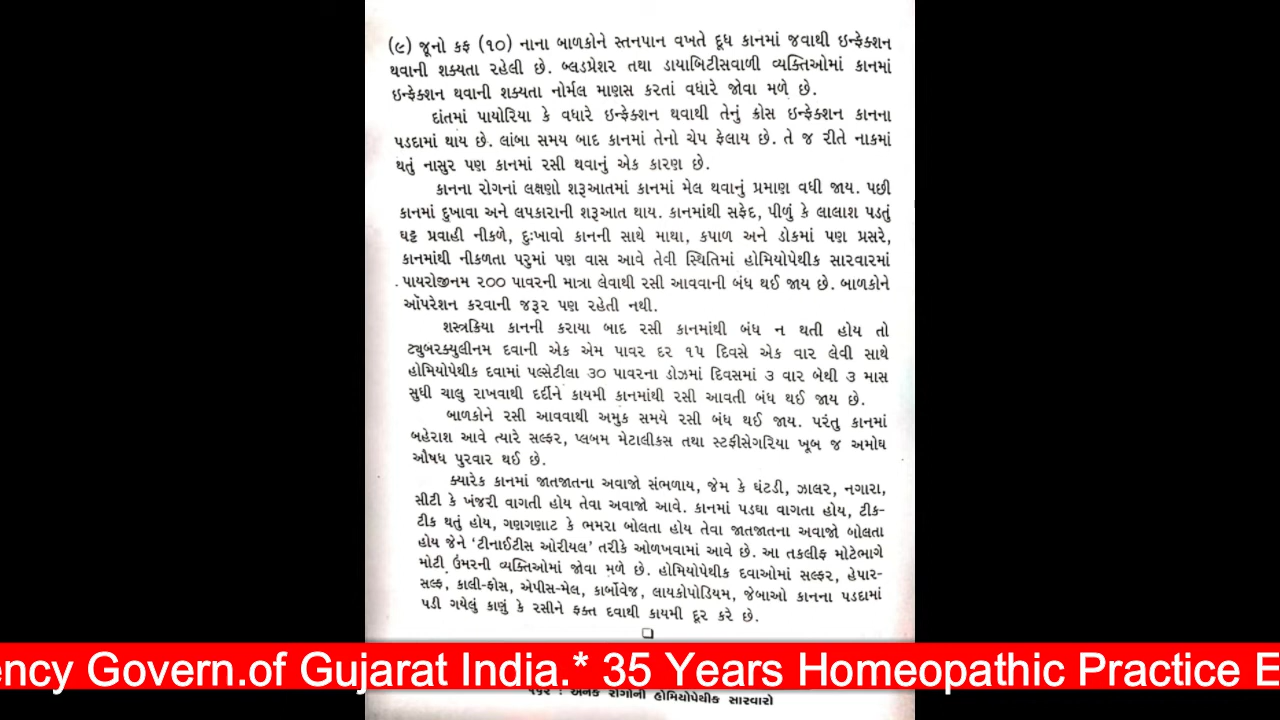 (૯) જૂનો કફ (૧૦) નાના બાળકોને સ્તનપાન વખતે દૂધ કાનમાં જવાથી ઇન્ફેક્શન
થવાની શક્યતા રહેલી છે. બ્લડપ્રેશર તથા ડાયાબિટીસવાળી વ્યક્તિઓમાં કાનમાં
ઇન્ફેક્શન થવાની શક્યતા નોર્મલ માણસ કરતાં વધારે જોવા મળે છે.
દાંતમાં પાયોરિયા કે વધારે ઇન્ફેક્શન થવાથી તેનું ક્રોસ ઇન્ફેક્શન કાનના
પડદામાં થાય છે. લાંબા સમય બાદ કાનમાં તેનો ચેપ ફેલાય છે. તે જ રીતે નાકમાં
થતું નાસુર પણ કાનમાં રસી થવાનું એક કારણ છે.
કાનના રોગનાં લક્ષણો શરૂઆતમાં કાનમાં મેલ થવાનું પ્રમાણ વધી જાય. પછી
કાનમાં દુખાવા અને લપકારાની શરૂઆત થાય. કાનમાંથી સફેદ, પીળું કે લાલાશ પડતું
ઘટ્ટ પ્રવાહી નીકળે, દુઃખાવો કાનની સાથે માથા, કપાળ અને ડોકમાં પણ પ્રસરે,
કાનમાંથી નીકળતા પરુમાં પણ વાસ આવે તેવી સ્થિતિમાં હોમિયોપેથીક સારવારમાં
પાયરોજીનમ ૨૦૦ પાવરની માત્રા લેવાથી રસી આવવાની બંધ થઈ જાય છે. બાળકોને
ઑપરેશન કરવાની જરૂર પણ રહેતી નથી.
શસ્ત્રક્રિયા કાનની કરાયા બાદ રસી કાનમાંથી બંધ ન થતી હોય તો
ટ્યુબરક્યુલીનમ દવાની એક એમ પાવર દર ૧૫ દિવસે એક વાર લેવી સાથે
હોમિયોપેથીક દવામાં પલ્સેટીલા ૩૦ પાવરના ડોઝમાં દિવસમાં ૩ વાર બેથી ૩ માસ
સુધી ચાલુ રાખવાથી દર્દીને કાયમી કાનમાંથી રસી આવતી બંધ થઈ જાય છે.
બાળકોને રસી આવવાથી અમુક સમયે રસી બંધ થઈ જાય. પરંતુ કાનમાં
બહેરાશ આવે ત્યારે સલ્ફર, પ્લબમ મેટાલીકસ તથા સ્ટફીસેગરિયા ખૂબ જ અમોઘ
ઔષધ પુરવાર થઈ છે.
ક્યારેક કાનમાં જાતજાતના અવાજો સંભળાય, જેમ કે ઘંટડી, ઝાલર, નગારા,
સીટી કે ખંજરી વાગતી હોય તેવા અવાજો આવે. કાનમાં પડઘા વાગતા હોય, ટીક-
ટીક થતું હોય, ગણગણાટ કે ભમરા બોલતા હોય તેવા જાતજાતના અવાજો બોલતા
હોય જેને ‘ટીનાઈટીસ ઓરીયલ’ તરીકે ઓળખવામાં આવે છે. આ તકલીફ મોટેભાગે
મોટી ઉંમરની વ્યક્તિઓમાં જોવા મળે છે. હોમિયોપેથીક દવાઓમાં સલ્ફર, હેપાર-
સલ્ફ, કાલી-ફોસ, એપીસ-મેલ, કાર્બોવેજ, લાયકોપોડિયમ, જેબાઓ કાનના પડદામાં
પડી ગયેલું કાણું કે રસીને ફક્ત દવાથી કાયમી દૂર કરે છે.
ency Govern.of Gujarat India.* 35 Years Homeopathic Practice E
: અનેક રોગોની હોમિયોપેથીક સારવારો